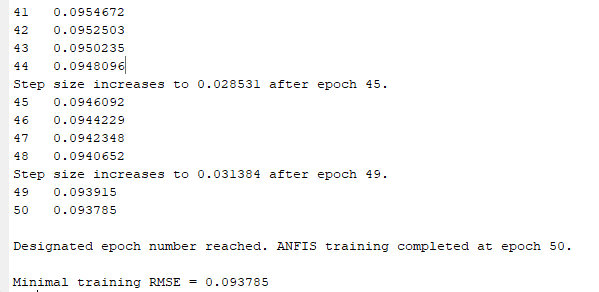 41 0.0954672
42 0.0952503
43 0.0950235
44 0.0948096
Step size increases to 0.028531 after epoch 45.
45 0.0946092
46 0.0944229
47 0.0942348
48 0.0940652
Step size increases to 0.031384 after epoch 49.
49 0.093915
50 0.093785
Designated epoch number reached. ANFIS training completed at epoch 50.
Minimal training RMSE = 0.093785